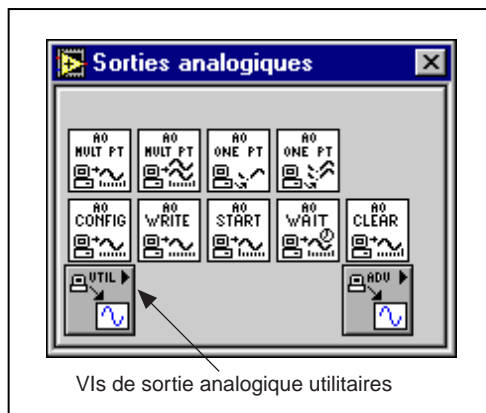 Sorties analogiques
AO MULT PT
AO MULT PT
AO ONE PT
AO ONE PT
AO CONFIG
AO WRITE
AO START
AO WAIT
AO CLEAR
UTIL
ADV
VIs de sortie analogique utilitaires